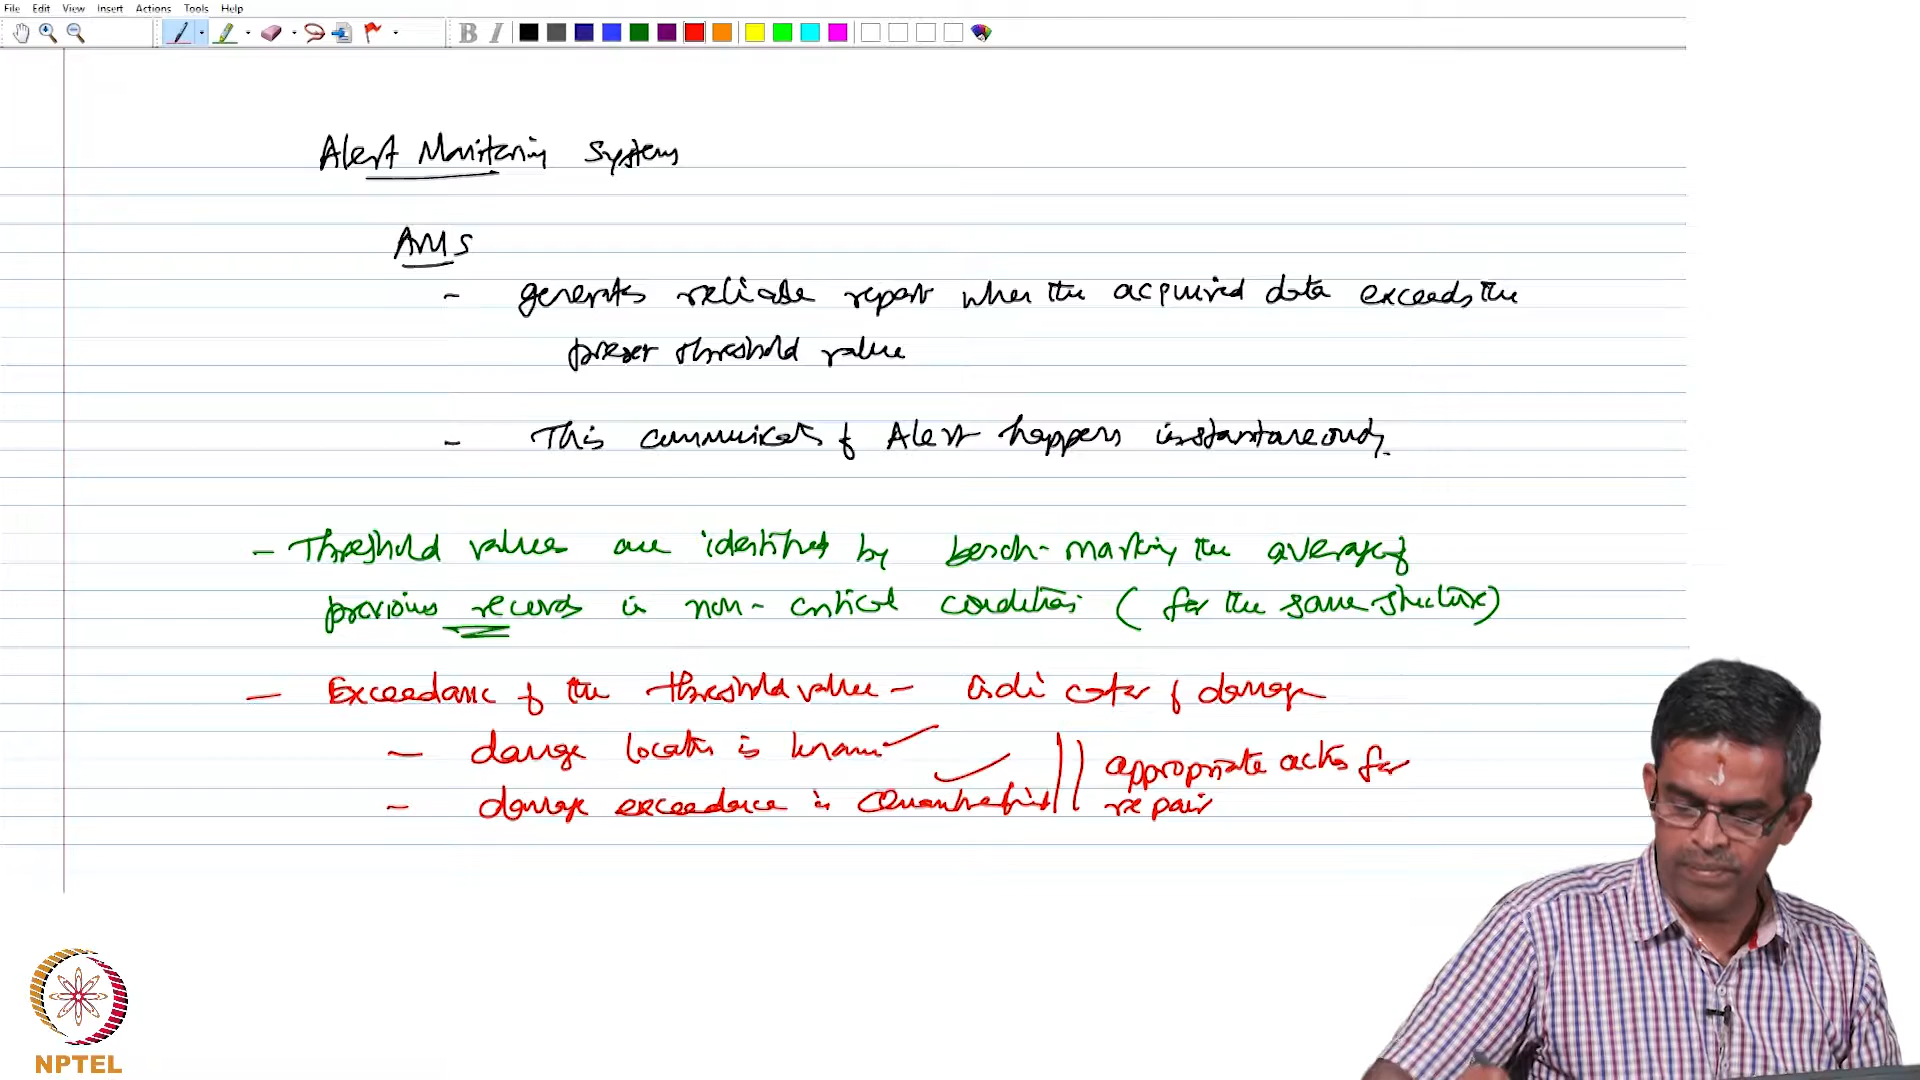 File Edit View Insert Actions Tools Help
B I
Alert Monitoring System
AMS
- generates reliable report when the acquired data exceeds the
preset threshold value
- This communicates of Alert happens instantaneously.
- Threshold values are identified by bench-marking the average of
previous records in non-critical condition (for the same structure)
- Exceedance of the threshold value - indicator of damage
- damage location is known
- damage exceedance is quantified
appropriate action for
repair
NPTEL